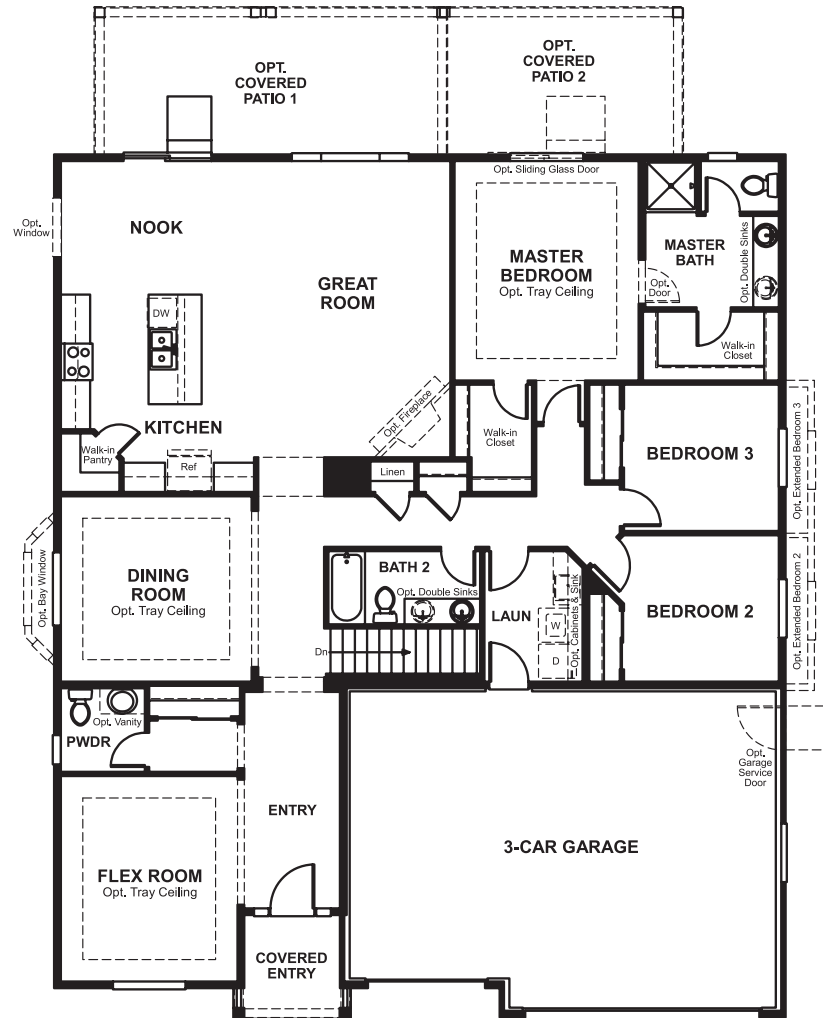 OPT.
COVERED
PATIO 1
OPT.
COVERED
PATIO 2
Opt. Sliding Glass Door
Opt.
Window
NOOK
GREAT
ROOM
MASTER
BEDROOM
Opt. Tray Ceiling
MASTER
BATH
Opt. Double Sinks
Opt.
Door
DW
Walk-in
Closet
KITCHEN
Opt. Fireplace
Walk-in
Pantry
Ref
Linen
Walk-in
Closet
BEDROOM 3
Opt. Extended Bedroom 3
DINING
ROOM
Opt. Tray Ceiling
Opt. Bay Window
BATH 2
Opt. Double Sinks
LAUN
W
D
Opt. Cabinets & Sink
BEDROOM 2
Opt. Extended Bedroom 2
Dn
Opt. Vanity
PWDR
Opt.
Garage
Service
Door
ENTRY
3-CAR GARAGE
FLEX ROOM
Opt. Tray Ceiling
COVERED
ENTRY